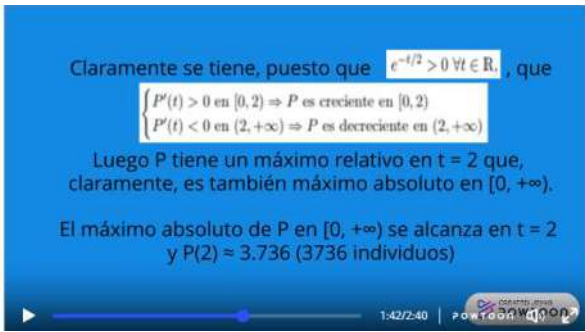 Claramente se tiene, puesto que e^{-t/2} > 0 ∀t ∈ ℝ. , que
P′(t) > 0 en [0, 2) ⇒ P es creciente en [0, 2)
P′(t) < 0 en (2, +∞) ⇒ P es decreciente en (2, +∞)
Luego P tiene un máximo relativo en t = 2 que,
claramente, es también máximo absoluto en [0, +∞).
El máximo absoluto de P en [0, +∞) se alcanza en t = 2
y P(2) ≈ 3.736 (3736 individuos)
CREATED USING
POWTOON
1:42/2:40 | POWTOON